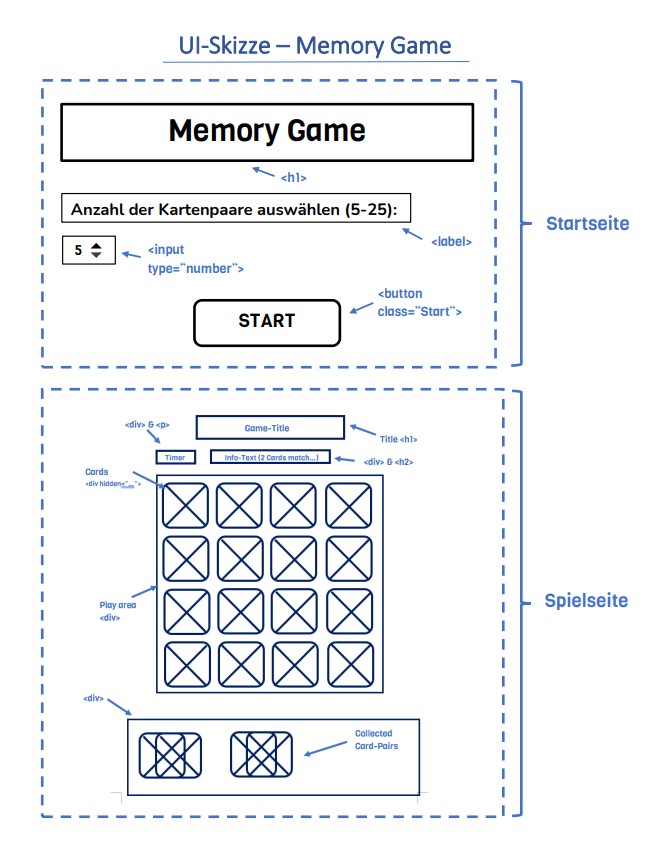 UI-Skizze – Memory Game
Memory Game
<h1>
Anzahl der Kartenpaare auswählen (5-25):
<label>
Startseite
5
<input
type="number“>
<button
class="Start“>
START
<div> & <p>
Game-Title
Title <h1>
Timer
Info-Text (2 Cards match...)
<div> & <h2>
Cards
<div hidden="__“>
Play area
<div>
Spielseite
<div>
Collected
Card-Pairs